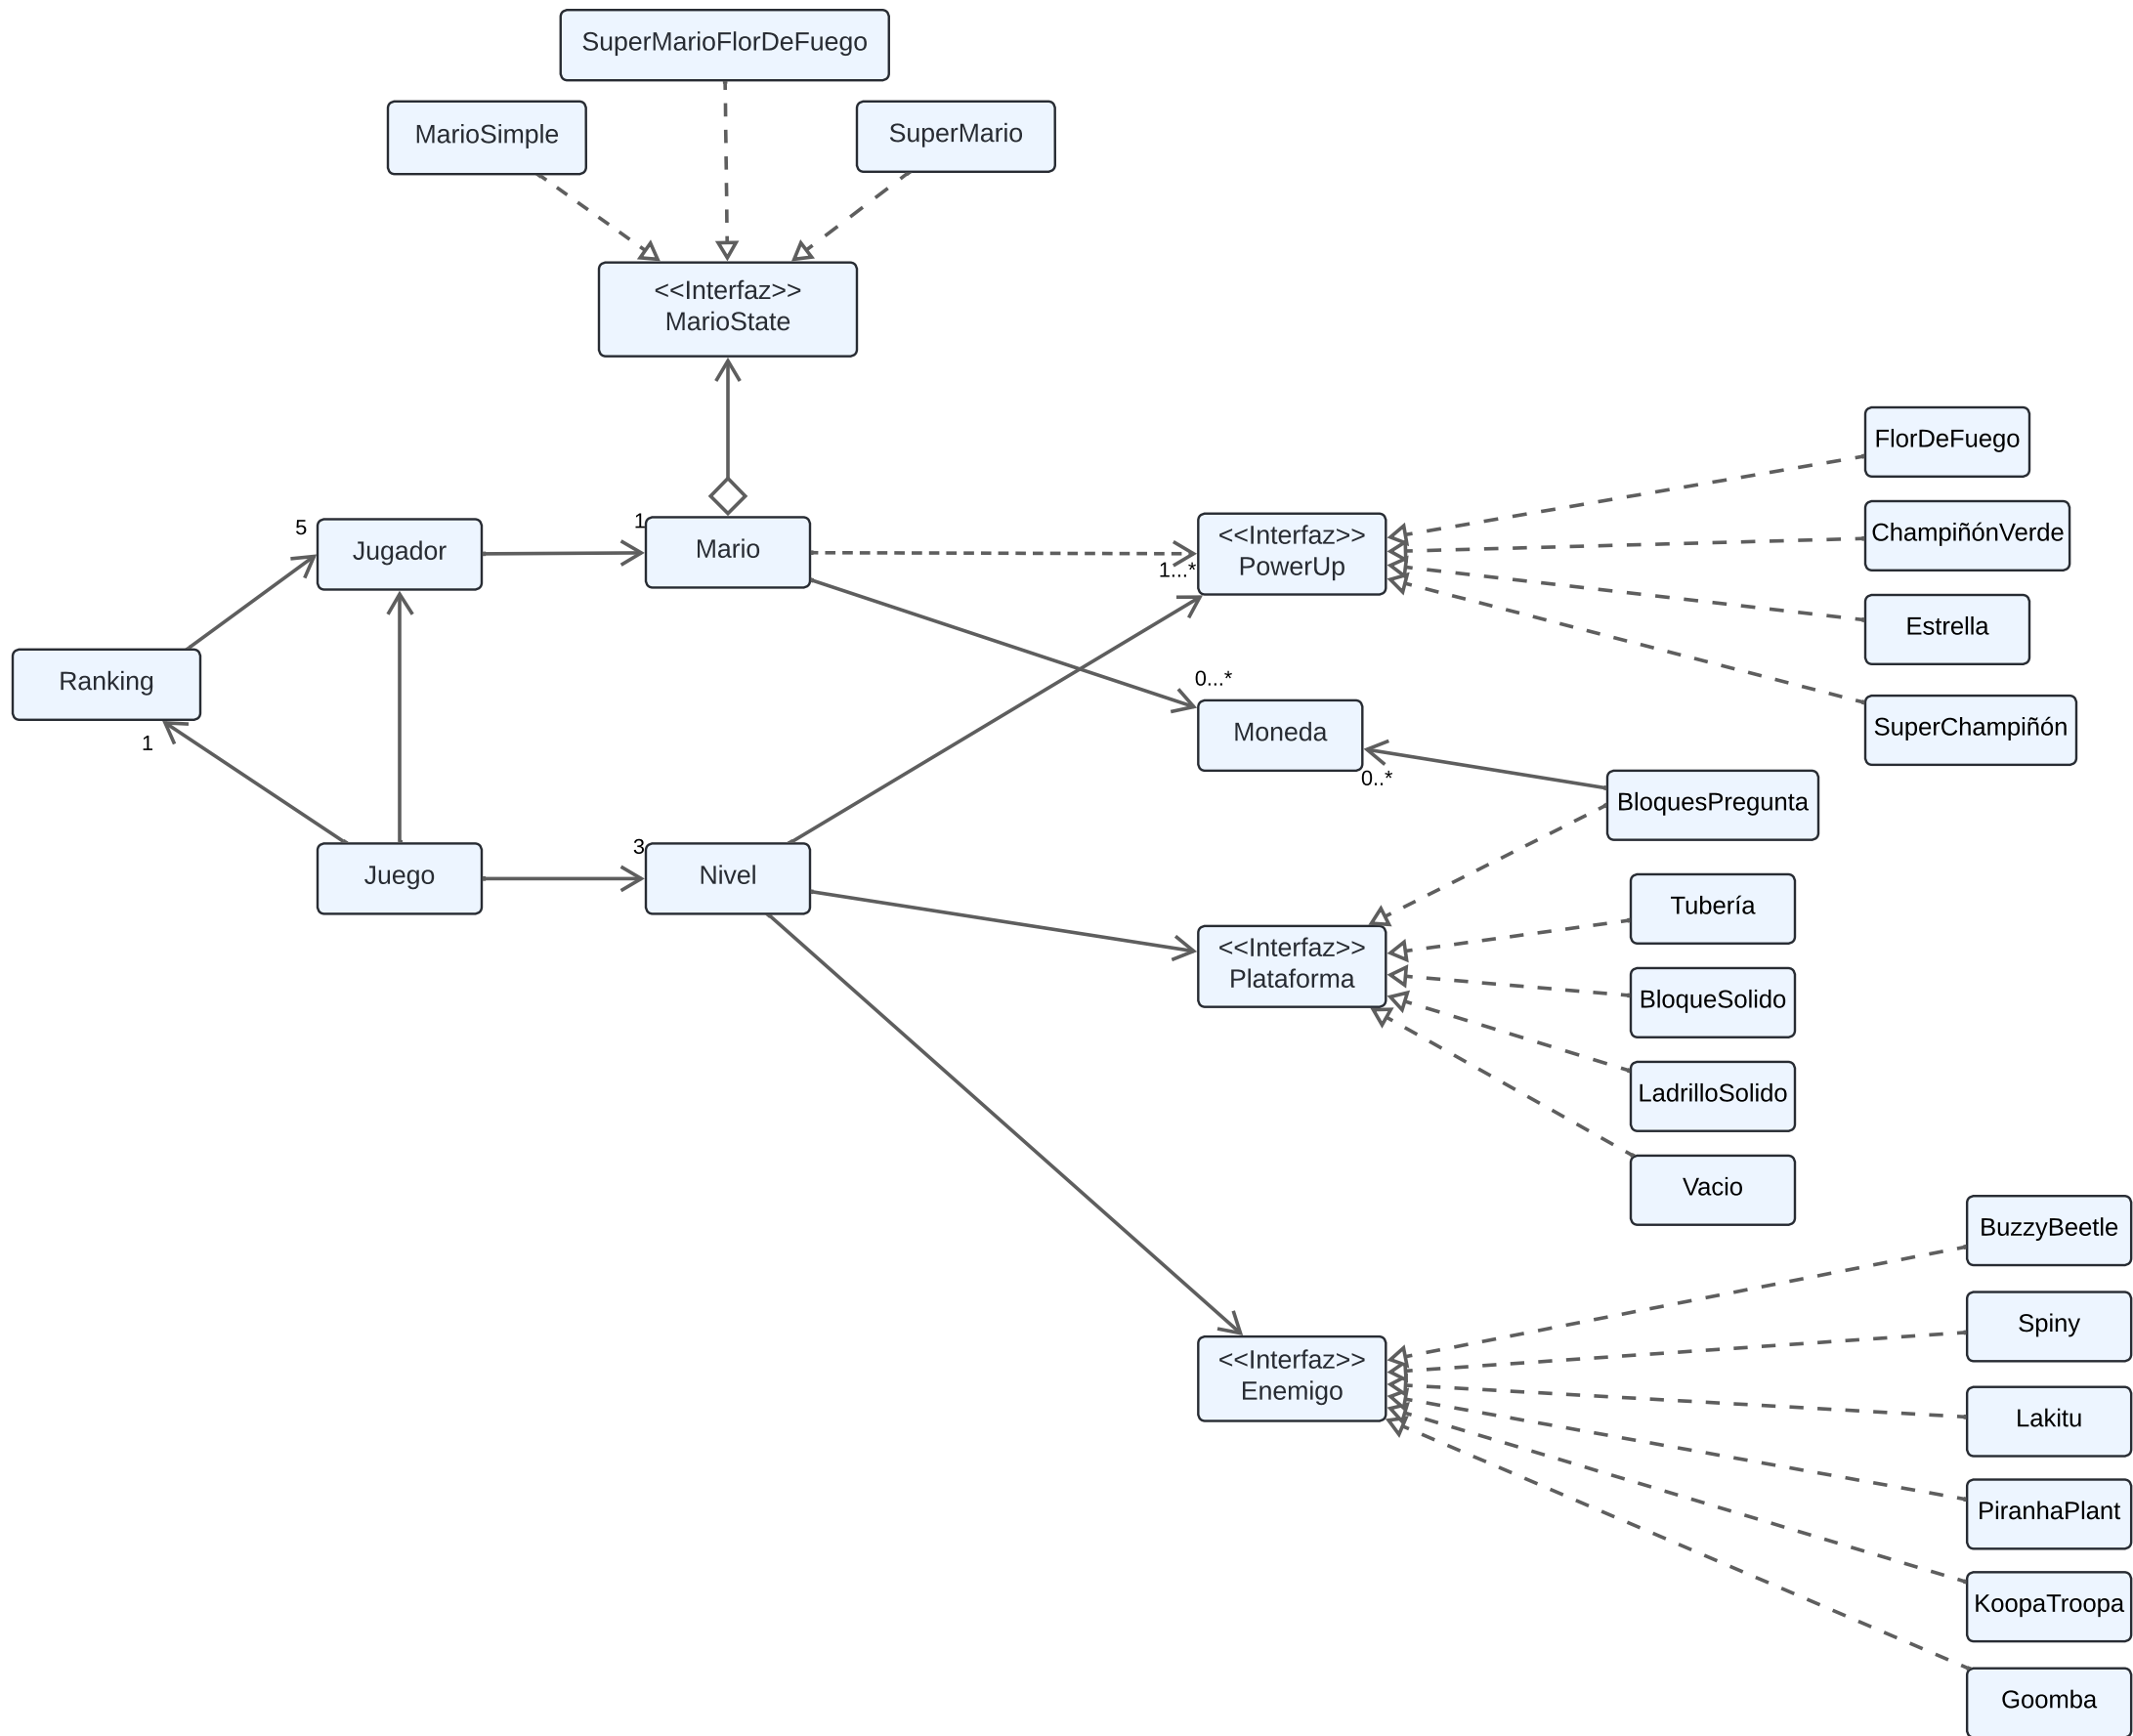 SuperMarioFlorDeFuego
MarioSimple
SuperMario
<<Interfaz>>
MarioState
FlorDeFuego
ChampiñónVerde
5
Jugador
1
Mario
<<Interfaz>>
PowerUp
1...*
Estrella
Ranking
1
0...*
Moneda
0..*
SuperChampiñón
BloquesPregunta
Juego
3
Nivel
Tubería
<<Interfaz>>
Plataforma
BloqueSolido
LadrilloSolido
Vacio
BuzzyBeetle
Spiny
<<Interfaz>>
Enemigo
Lakitu
PiranhaPlant
KoopaTroopa
Goomba